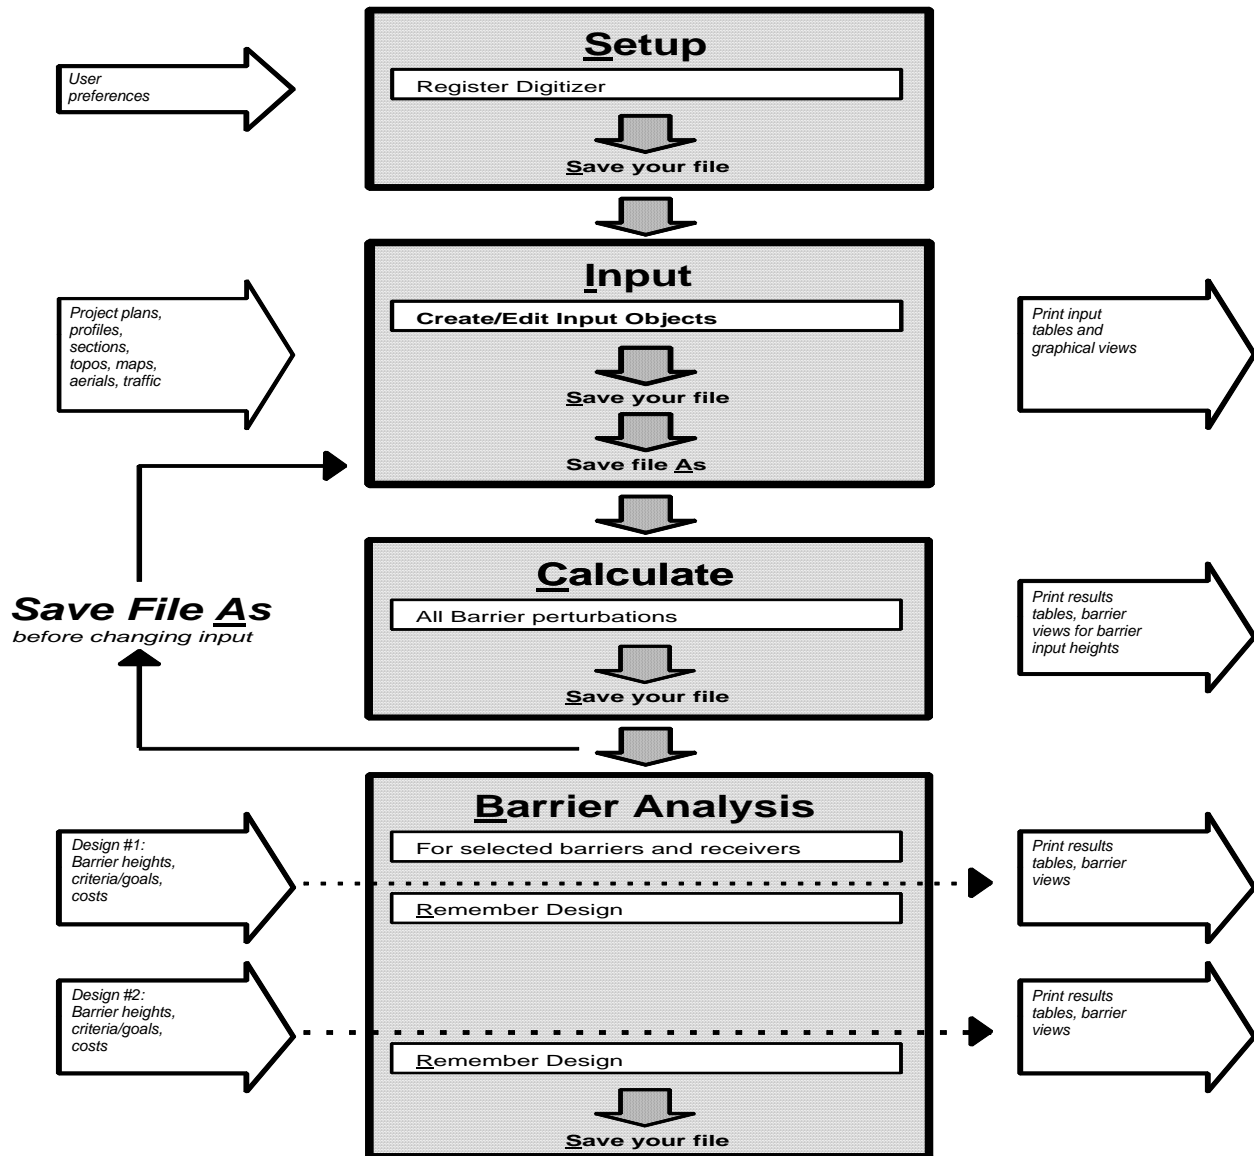 Setup
User
preferences
Register Digitizer
Save your file
Input
Project plans,
profiles,
sections,
topos, maps,
aerials, traffic
Create/Edit Input Objects
Save your file
Save file As
Print input
tables and
graphical views
Calculate
Save File As
before changing input
All Barrier perturbations
Save your file
Print results
tables, barrier
views for barrier
input heights
Barrier Analysis
Design #1:
Barrier heights,
criteria/goals,
costs
For selected barriers and receivers
Remember Design
Print results
tables, barrier
views
Design #2:
Barrier heights,
criteria/goals,
costs
Remember Design
Save your file
Print results
tables, barrier
views